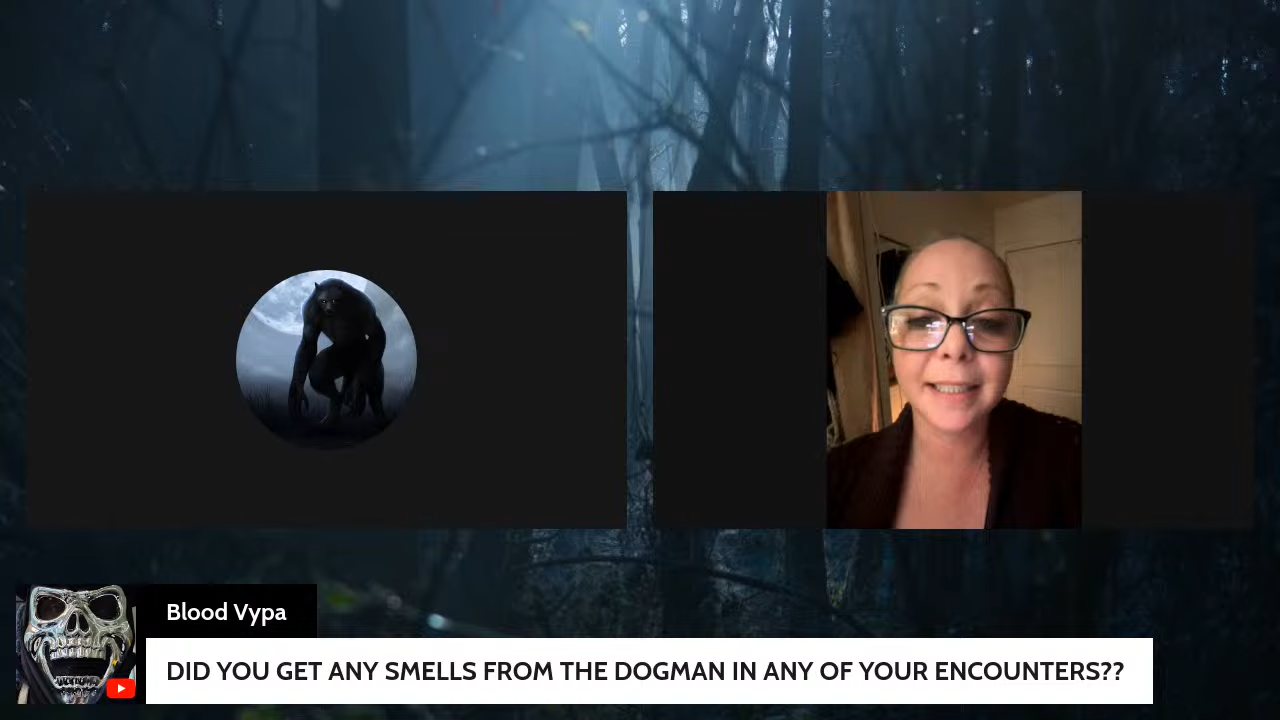 Blood Vypa
DID YOU GET ANY SMELLS FROM THE DOGMAN IN ANY OF YOUR ENCOUNTERS??